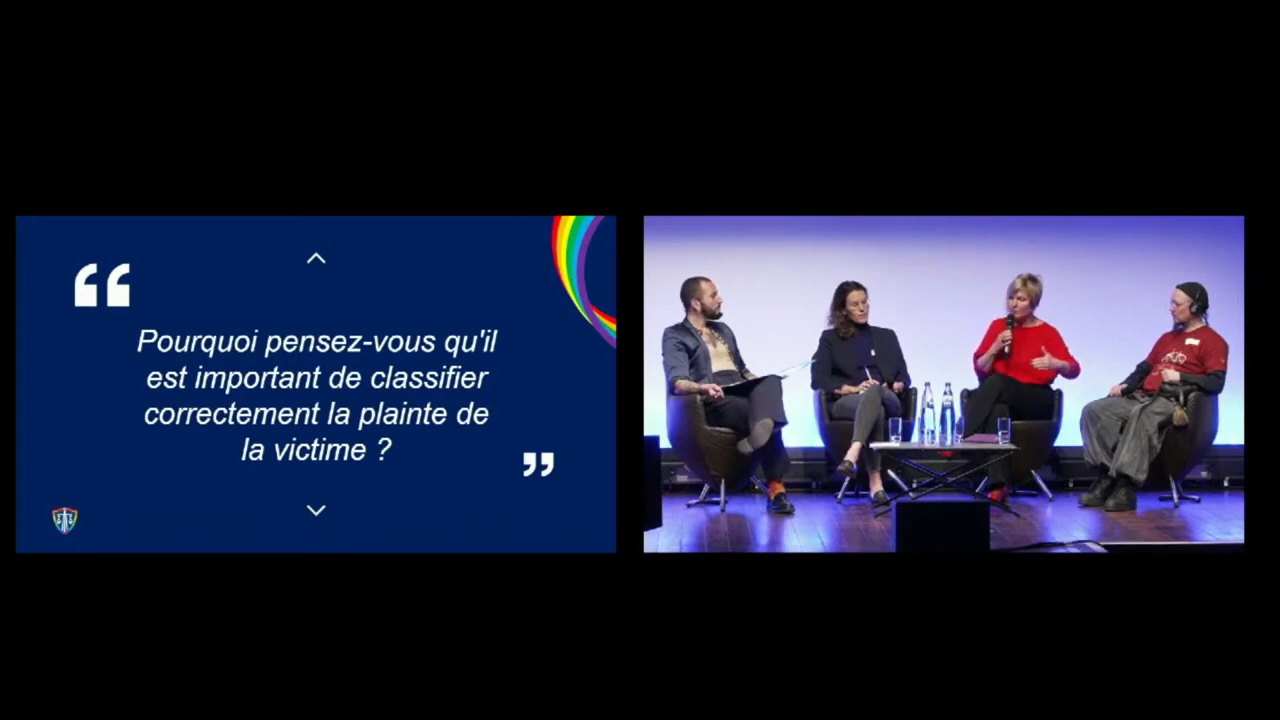 “
Pourquoi pensez-vous qu'il
est important de classifier
correctement la plainte de
la victime ?
”